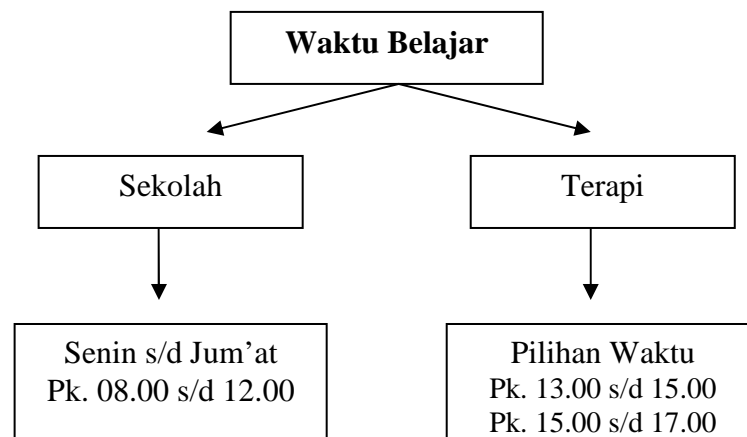 Waktu Belajar
Sekolah
Terapi
Senin s/d Jum’at
Pk. 08.00 s/d 12.00
Pilihan Waktu
Pk. 13.00 s/d 15.00
Pk. 15.00 s/d 17.00